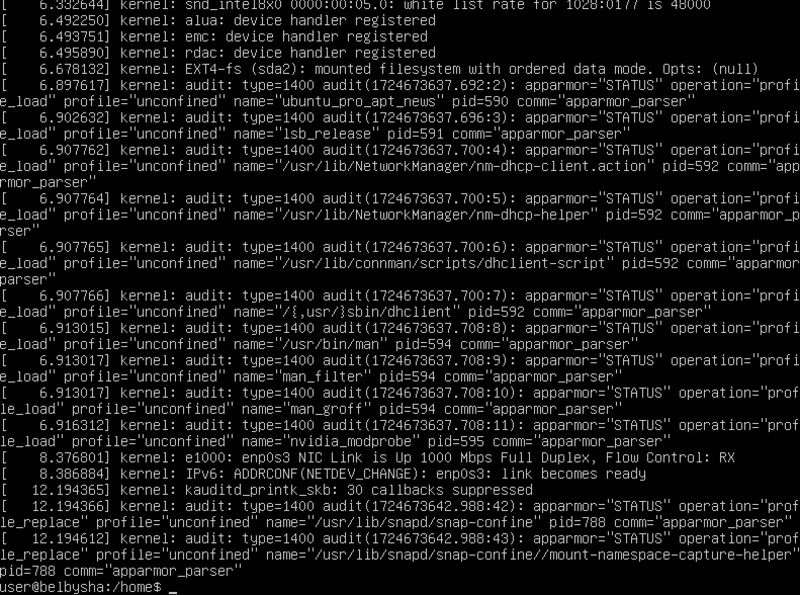 [    6.332644] kernel: snd_intel8x0 0000:00:05.0: white list rate for 1028:0177 is 48000
[    6.492250] kernel: alua: device handler registered
[    6.493751] kernel: emc: device handler registered
[    6.495890] kernel: rdac: device handler registered
[    6.678132] kernel: EXT4-fs (sda2): mounted filesystem with ordered data mode. Opts: (null)
[    6.897617] kernel: audit: type=1400 audit(1724673637.692:2): apparmor="STATUS" operation="profil
e_load" profile="unconfined" name="ubuntu_pro_apt_news" pid=590 comm="apparmor_parser"
[    6.902632] kernel: audit: type=1400 audit(1724673637.696:3): apparmor="STATUS" operation="profil
e_load" profile="unconfined" name="lsb_release" pid=591 comm="apparmor_parser"
[    6.907762] kernel: audit: type=1400 audit(1724673637.700:4): apparmor="STATUS" operation="profil
e_load" profile="unconfined" name="/usr/lib/NetworkManager/nm-dhcp-client.action" pid=592 comm="appa
rmor_parser"
[    6.907764] kernel: audit: type=1400 audit(1724673637.700:5): apparmor="STATUS" operation="profil
e_load" profile="unconfined" name="/usr/lib/NetworkManager/nm-dhcp-helper" pid=592 comm="apparmor_pa
rser"
[    6.907765] kernel: audit: type=1400 audit(1724673637.700:6): apparmor="STATUS" operation="profil
e_load" profile="unconfined" name="/usr/lib/connman/scripts/dhclient-script" pid=592 comm="apparmor_
parser"
[    6.907766] kernel: audit: type=1400 audit(1724673637.700:7): apparmor="STATUS" operation="profil
e_load" profile="unconfined" name="/{,usr/}sbin/dhclient" pid=592 comm="apparmor_parser"
[    6.913015] kernel: audit: type=1400 audit(1724673637.708:8): apparmor="STATUS" operation="profil
e_load" profile="unconfined" name="/usr/bin/man" pid=594 comm="apparmor_parser"
[    6.913017] kernel: audit: type=1400 audit(1724673637.708:9): apparmor="STATUS" operation="profil
e_load" profile="unconfined" name="man_filter" pid=594 comm="apparmor_parser"
[    6.913017] kernel: audit: type=1400 audit(1724673637.708:10): apparmor="STATUS" operation="profi
le_load" profile="unconfined" name="man_groff" pid=594 comm="apparmor_parser"
[    6.916312] kernel: audit: type=1400 audit(1724673637.708:11): apparmor="STATUS" operation="profi
le_load" profile="unconfined" name="nvidia_modprobe" pid=595 comm="apparmor_parser"
[    8.376801] kernel: e1000: enp0s3 NIC Link is Up 1000 Mbps Full Duplex, Flow Control: RX
[    8.386884] kernel: IPv6: ADDRCONF(NETDEV_CHANGE): enp0s3: link becomes ready
[   12.194365] kernel: kauditd_printk_skb: 30 callbacks suppressed
[   12.194366] kernel: audit: type=1400 audit(1724673642.988:42): apparmor="STATUS" operation="profi
le_replace" profile="unconfined" name="/usr/lib/snapd/snap-confine" pid=788 comm="apparmor_parser"
[   12.194612] kernel: audit: type=1400 audit(1724673642.988:43): apparmor="STATUS" operation="profi
le_replace" profile="unconfined" name="/usr/lib/snapd/snap-confine//mount-namespace-capture-helper"
pid=788 comm="apparmor_parser"
user@belbysha:/home$ _